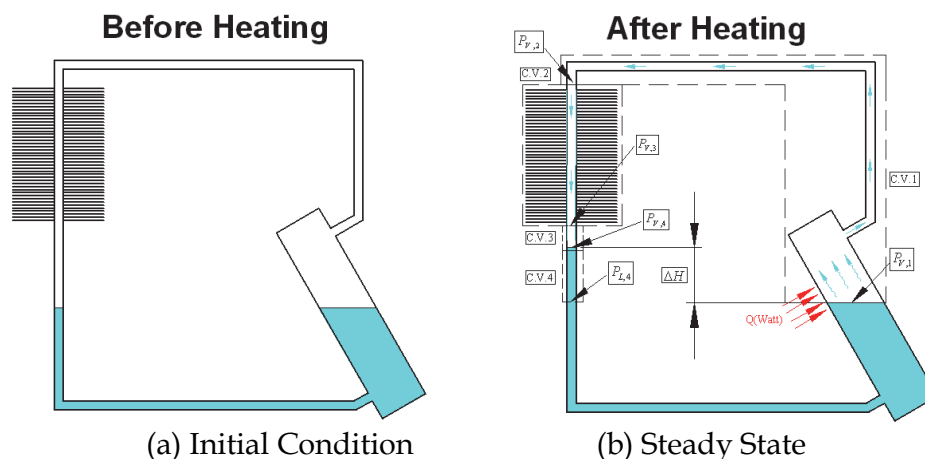 Before Heating
After Heating
P_{V,2}
C.V.2
P_{V,3}
C.V.1
P_{V,4}
C.V.3
ΔH
P_{V,1}
C.V.4
P_{L,4}
Q(Watt)
(a) Initial Condition
(b) Steady State